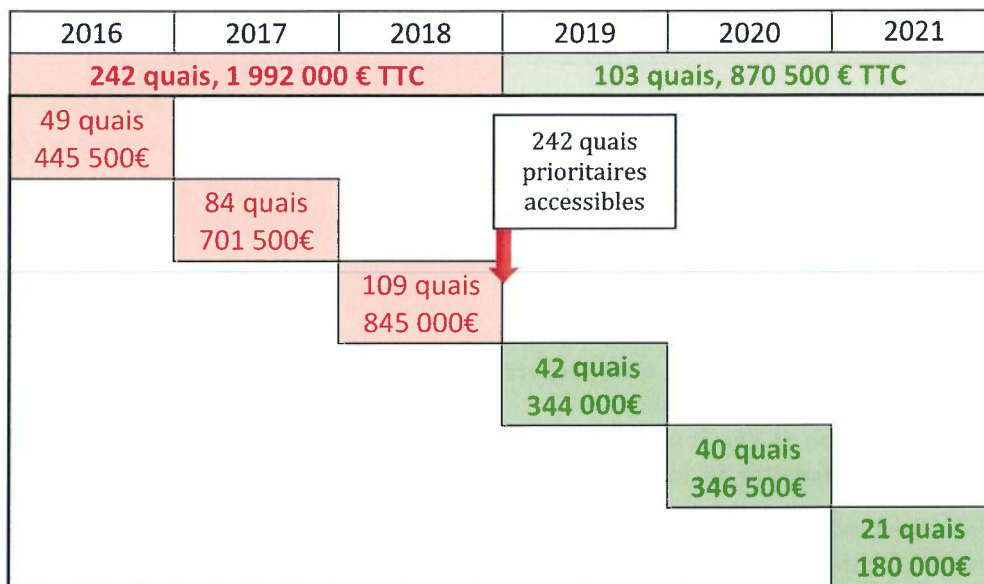 2016 2017 2018 2019 2020 2021
242 quais, 1 992 000 € TTC 103 quais, 870 500 € TTC
49 quais
445 500€
242 quais
prioritaires
accessibles
84 quais
701 500€
109 quais
845 000€
42 quais
344 000€
40 quais
346 500€
21 quais
180 000€